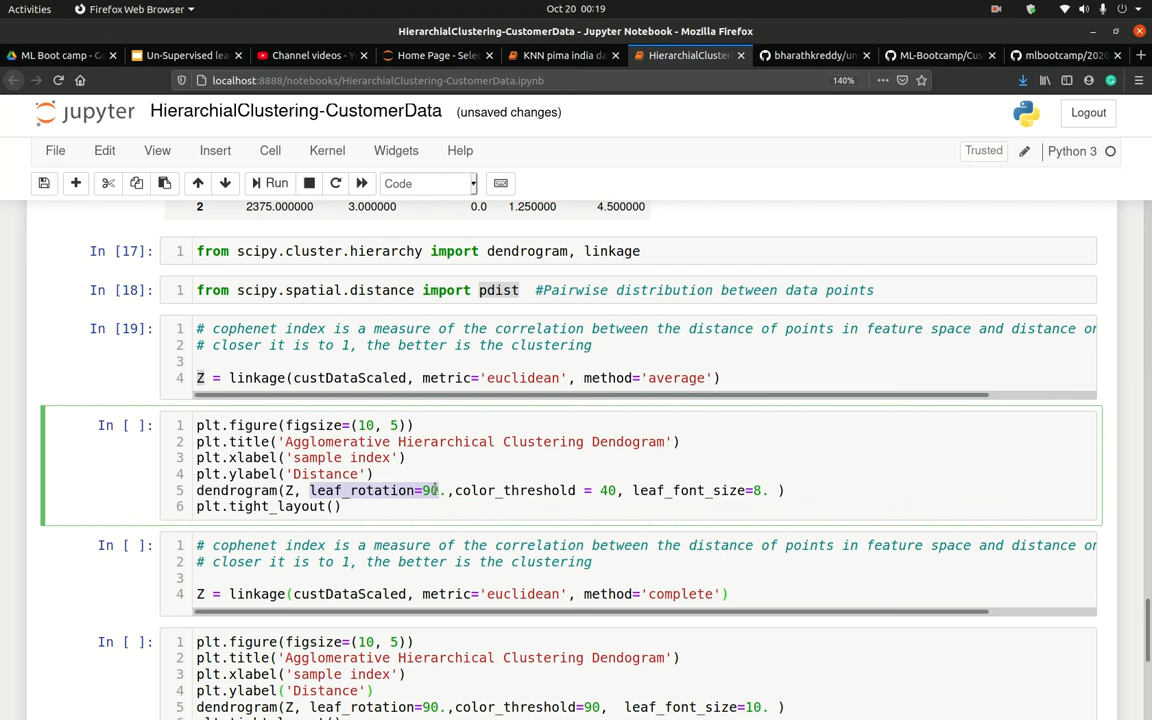 Activities Firefox Web Browser Oct 20 00:19
HierarchialClustering-CustomerData - Jupyter Notebook - Mozilla Firefox
ML Boot camp - G Un-Supervised lea Channel videos - Y Home Page - Selec KNN pima india da HierarchialCluster bharathkreddy/un ML-Bootcamp/Cus mlbootcamp/2020
localhost:8888/notebooks/HierarchialClustering-CustomerData.ipynb 140%
jupyter HierarchialClustering-CustomerData (unsaved changes) Logout
File Edit View Insert Cell Kernel Widgets Help Trusted Python 3
Run Code
2 2375.000000 3.000000 0.0 1.250000 4.500000
In [17]: 1 from scipy.cluster.hierarchy import dendrogram, linkage
In [18]: 1 from scipy.spatial.distance import pdist #Pairwise distribution between data points
In [19]: 1 # cophenet index is a measure of the correlation between the distance of points in feature space and distance on
2 # closer it is to 1, the better is the clustering
3
4 Z = linkage(custDataScaled, metric='euclidean', method='average')
In [ ]: 1 plt.figure(figsize=(10, 5))
2 plt.title('Agglomerative Hierarchical Clustering Dendogram')
3 plt.xlabel('sample index')
4 plt.ylabel('Distance')
5 dendrogram(Z, leaf_rotation=90.,color_threshold = 40, leaf_font_size=8. )
6 plt.tight_layout()
In [ ]: 1 # cophenet index is a measure of the correlation between the distance of points in feature space and distance on
2 # closer it is to 1, the better is the clustering
3
4 Z = linkage(custDataScaled, metric='euclidean', method='complete')
In [ ]: 1 plt.figure(figsize=(10, 5))
2 plt.title('Agglomerative Hierarchical Clustering Dendogram')
3 plt.xlabel('sample index')
4 plt.ylabel('Distance')
5 dendrogram(Z, leaf_rotation=90.,color_threshold=90, leaf_font_size=10. )